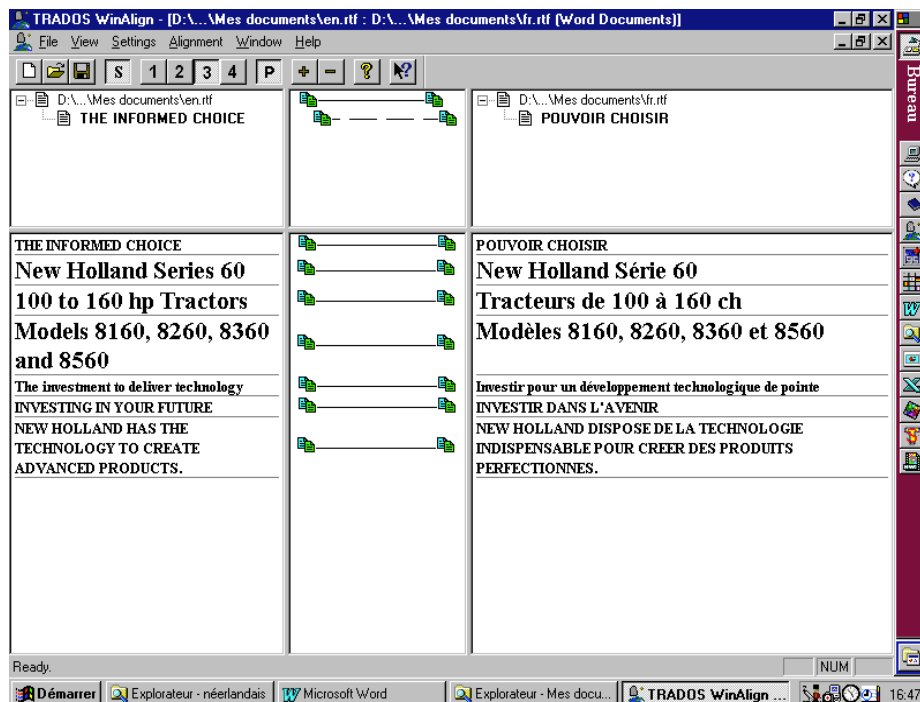 TRADOS WinAlign - [D:\...\Mes documents\en.rtf : D:\...\Mes documents\fr.rtf (Word Documents)]
File View Settings Alignment Window Help
S 1 2 3 4 P
Bureau
D:\...\Mes documents\en.rtf
THE INFORMED CHOICE
D:\...\Mes documents\fr.rtf
POUVOIR CHOISIR
THE INFORMED CHOICE
New Holland Series 60
100 to 160 hp Tractors
Models 8160, 8260, 8360
and 8560
The investment to deliver technology
INVESTING IN YOUR FUTURE
NEW HOLLAND HAS THE
TECHNOLOGY TO CREATE
ADVANCED PRODUCTS.
POUVOIR CHOISIR
New Holland Série 60
Tracteurs de 100 à 160 ch
Modèles 8160, 8260, 8360 et 8560
Investir pour un développement technologique de pointe
INVESTIR DANS L'AVENIR
NEW HOLLAND DISPOSE DE LA TECHNOLOGIE
INDISPENSABLE POUR CREER DES PRODUITS
PERFECTIONNES.
Ready.
NUM
Démarrer
Explorateur - néerlandais
Microsoft Word
Explorateur - Mes docu...
TRADOS WinAlign ...
16:47